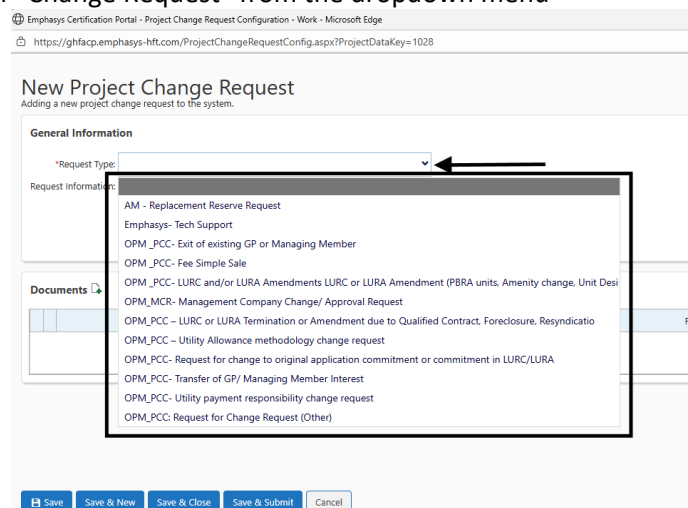 "Change Request" from the dropdown menu
Emphasys Certification Portal - Project Change Request Configuration - Work - Microsoft Edge
https://ghfacp.emphasys-hft.com/ProjectChangeRequestConfig.aspx?ProjectDataKey=1028
New Project Change Request
Adding a new project change request to the system.
General Information
*Request Type:
Request Information:
AM - Replacement Reserve Request
Emphasys- Tech Support
OPM _PCC- Exit of existing GP or Managing Member
OPM _PCC- Fee Simple Sale
OPM _PCC- LURC and/or LURA Amendments LURC or LURA Amendment (PBRA units, Amenity change, Unit Desi
OPM_MCR- Management Company Change/ Approval Request
OPM_PCC – LURC or LURA Termination or Amendment due to Qualified Contract, Foreclosure, Resyndicatio
OPM_PCC – Utility Allowance methodology change request
OPM_PCC- Request for change to original application commitment or commitment in LURC/LURA
OPM_PCC- Transfer of GP/ Managing Member Interest
OPM_PCC- Utility payment responsibility change request
OPM_PCC: Request for Change Request (Other)
Documents
Save Save & New Save & Close Save & Submit Cancel